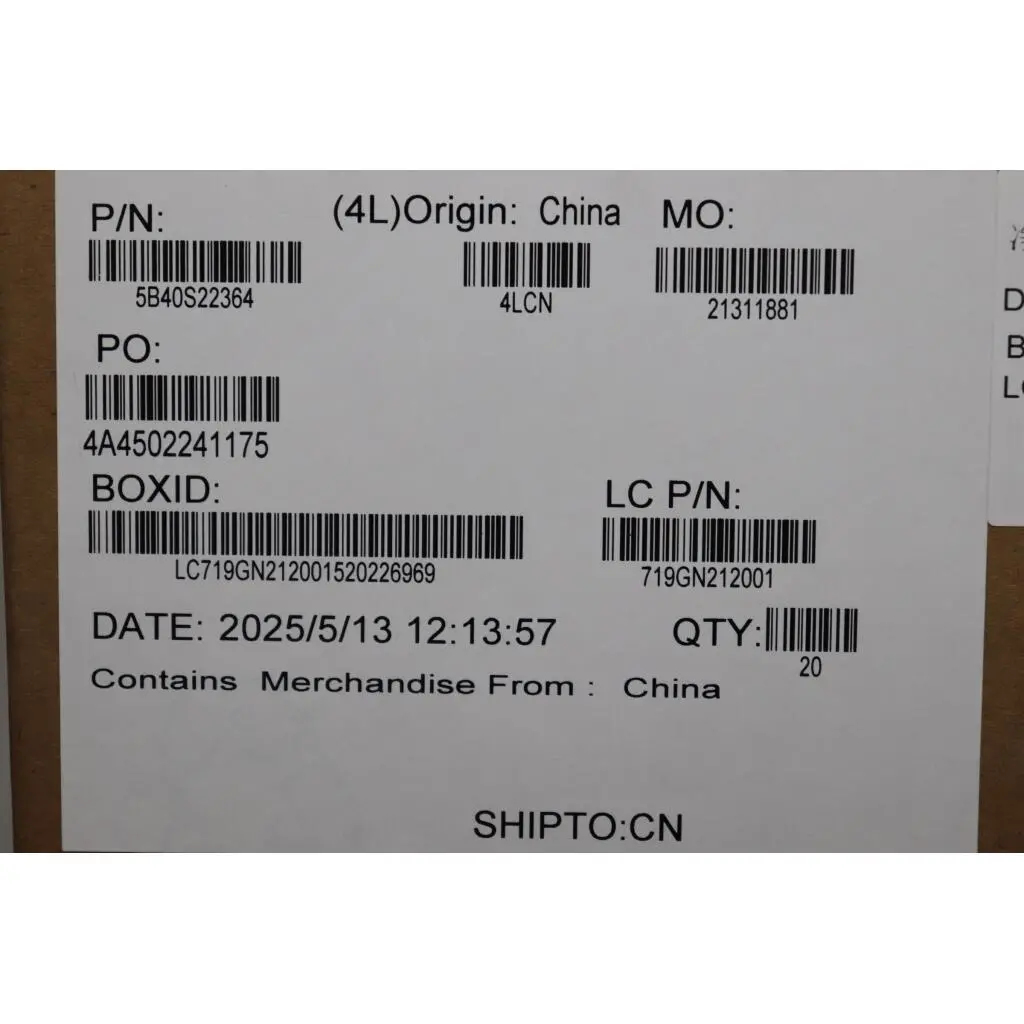 P/N:
(4L)Origin: China
MO:
5B40S22364
4LCN
21311881
PO:
4A4502241175
BOXID:
LC P/N:
LC719GN212001520226969
719GN212001
DATE: 2025/5/13 12:13:57
QTY:
20
Contains Merchandise From : China
SHIPTO:CN